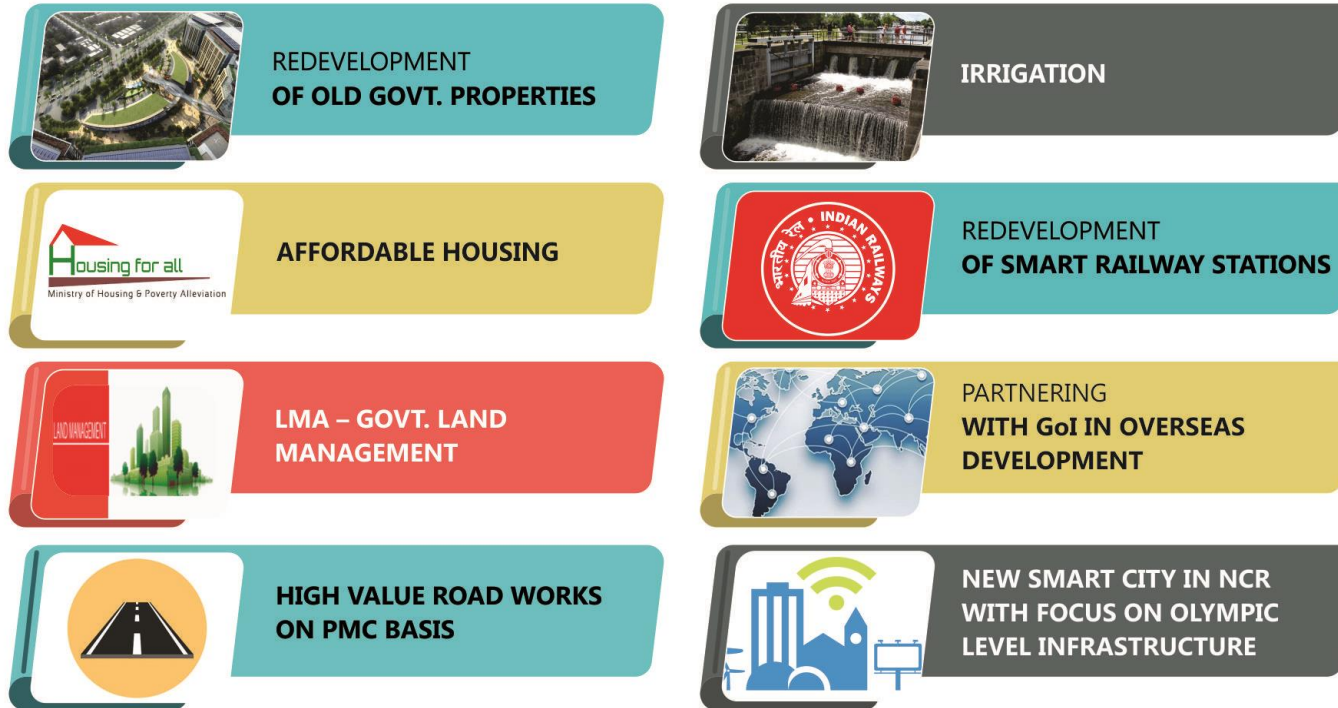 REDEVELOPMENT
OF OLD GOVT. PROPERTIES
Housing for all
Ministry of Housing & Poverty Alleviation
AFFORDABLE HOUSING
LAND MANAGEMENT
LMA – GOVT. LAND
MANAGEMENT
HIGH VALUE ROAD WORKS
ON PMC BASIS
IRRIGATION
भारतीय रेल • INDIAN RAILWAYS
REDEVELOPMENT
OF SMART RAILWAY STATIONS
PARTNERING
WITH GoI IN OVERSEAS
DEVELOPMENT
NEW SMART CITY IN NCR
WITH FOCUS ON OLYMPIC
LEVEL INFRASTRUCTURE